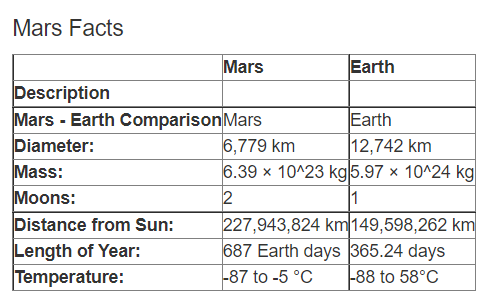 Mars Facts
Mars Earth
Description
Mars - Earth Comparison Mars Earth
Diameter: 6,779 km 12,742 km
Mass: 6.39 × 10^23 kg 5.97 × 10^24 kg
Moons: 2 1
Distance from Sun: 227,943,824 km 149,598,262 km
Length of Year: 687 Earth days 365.24 days
Temperature: -87 to -5 °C -88 to 58°C